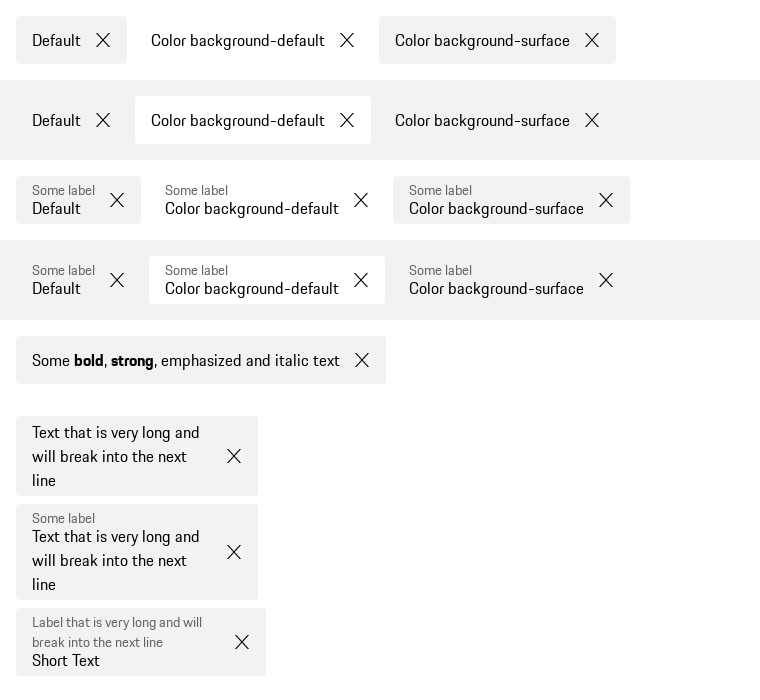 Default Color background-default Color background-surface
Default Color background-default Color background-surface
Some label Some label Some label
Default Color background-default Color background-surface
Some label Some label Some label
Default Color background-default Color background-surface
Some bold, strong, emphasized and italic text
Text that is very long and
will break into the next
line
Some label
Text that is very long and
will break into the next
line
Label that is very long and will
break into the next line
Short Text